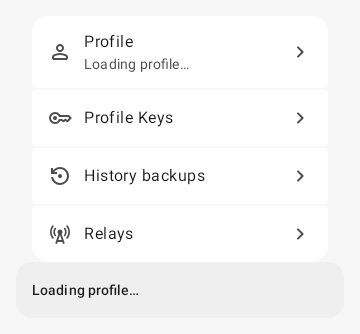 Profile
Loading profile…
Profile Keys
History backups
Relays
Loading profile…